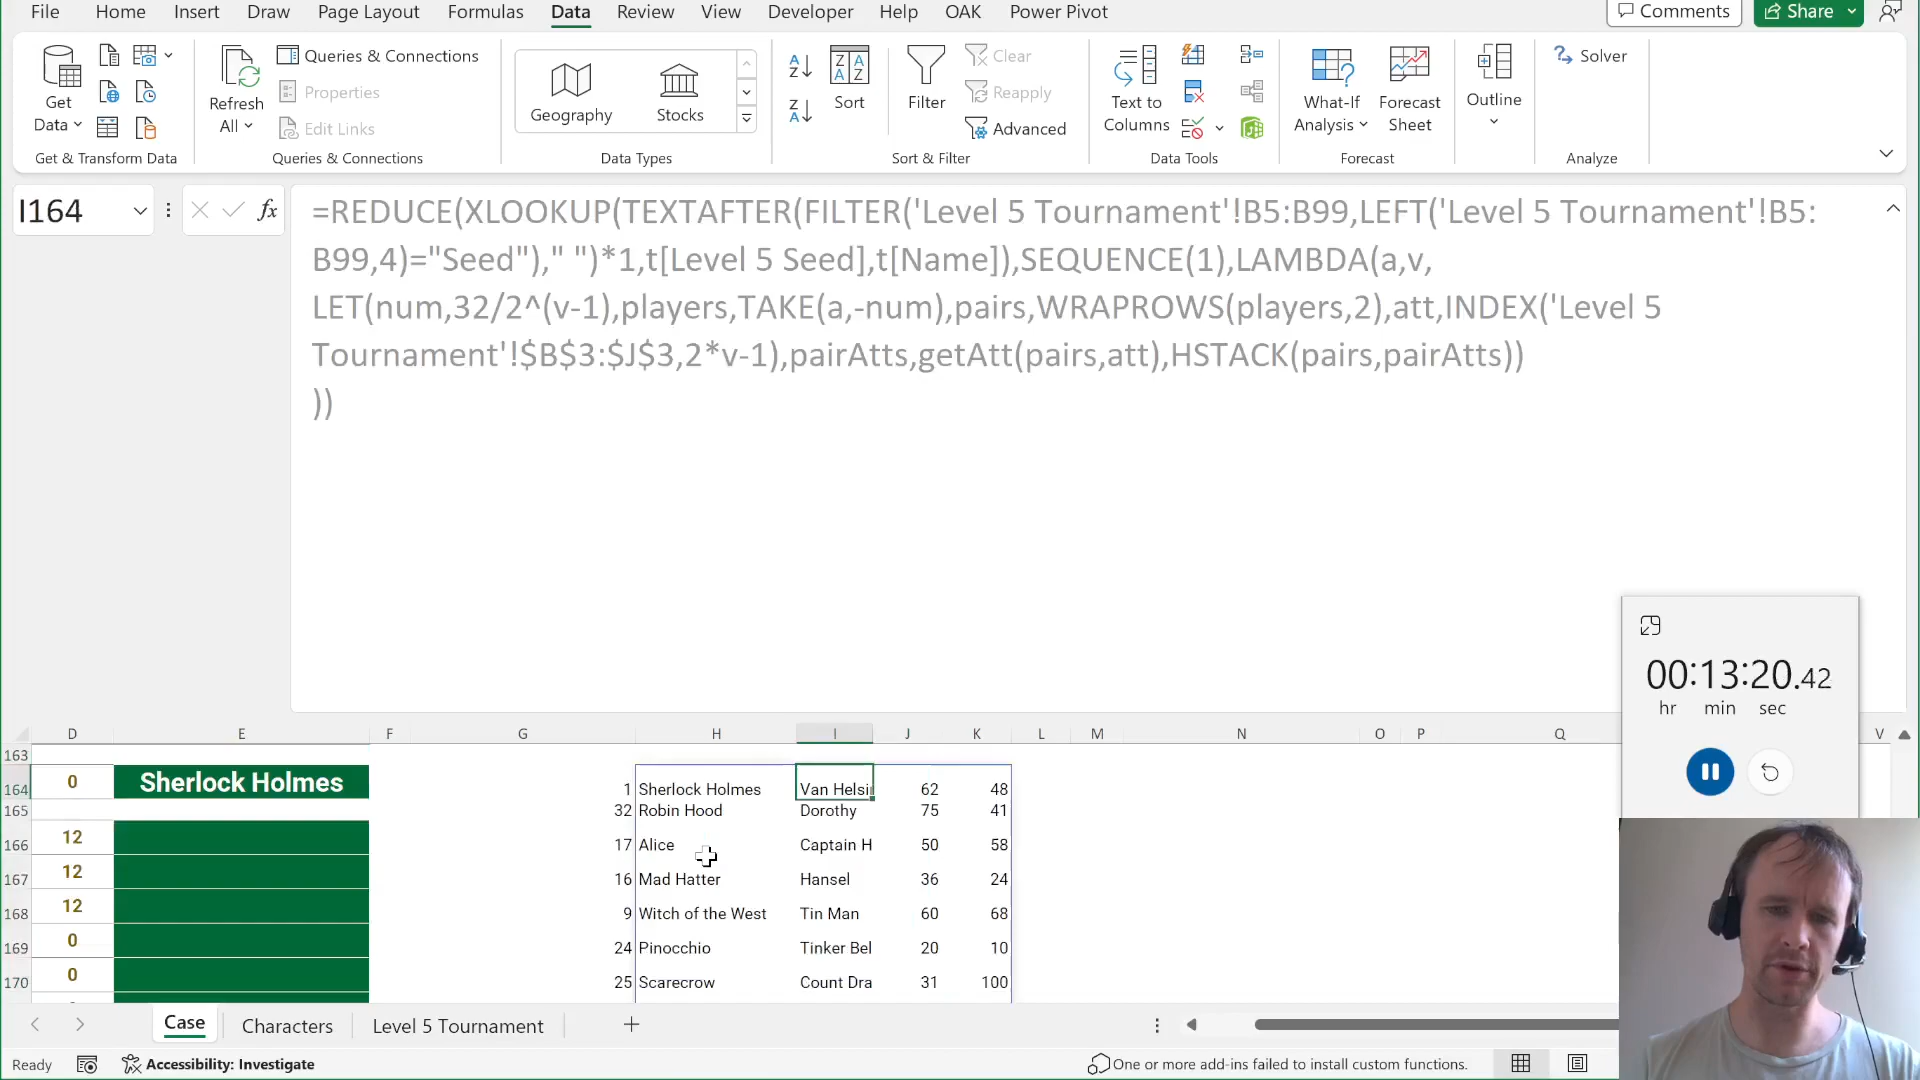 File Home Insert Draw Page Layout Formulas Data Review View Developer Help OAK Power Pivot Comments Share
Get Data
Get & Transform Data
Refresh All
Queries & Connections
Properties
Edit Links
Queries & Connections
Geography
Stocks
Data Types
Sort
Filter
Clear
Reapply
Advanced
Sort & Filter
Text to Columns
Data Tools
What-If Analysis
Forecast Sheet
Forecast
Outline
Solver
Analyze
I164
fx
=REDUCE(XLOOKUP(TEXTAFTER(FILTER('Level 5 Tournament'!B5:B99,LEFT('Level 5 Tournament'!B5:
B99,4)="Seed")," ")*1,t[Level 5 Seed],t[Name]),SEQUENCE(1),LAMBDA(a,v,
LET(num,32/2^(v-1),players,TAKE(a,-num),pairs,WRAPROWS(players,2),att,INDEX('Level 5
Tournament'!$B$3:$J$3,2*v-1),pairAtts,getAtt(pairs,att),HSTACK(pairs,pairAtts))
))
00:13:20.42
hr min sec
D E F G H I J K L M N O P Q V
163
164 0 Sherlock Holmes 1 Sherlock Holmes Van Helsi 62 48
165 32 Robin Hood Dorothy 75 41
166 12 17 Alice Captain H 50 58
167 12 16 Mad Hatter Hansel 36 24
168 12 9 Witch of the West Tin Man 60 68
169 0 24 Pinocchio Tinker Bel 20 10
170 0 25 Scarecrow Count Dra 31 100
Case Characters Level 5 Tournament
Ready Accessibility: Investigate One or more add-ins failed to install custom functions.